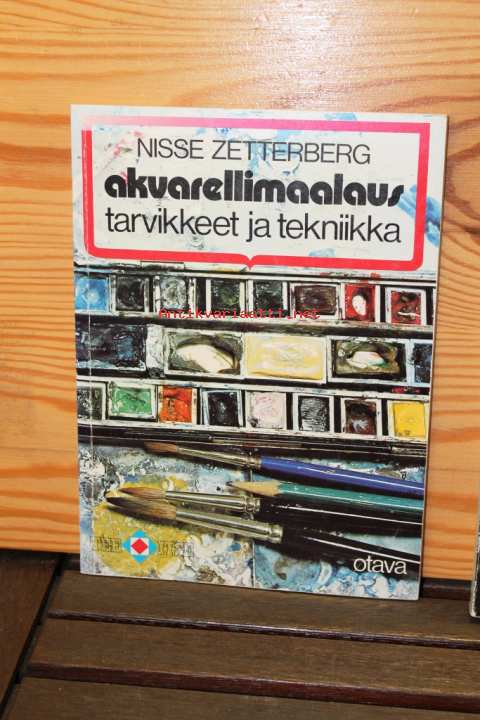 NISSE ZETTERBERG
akvarellimaalaus
tarvikkeet ja tekniikka
antikvariaatti.net
otava